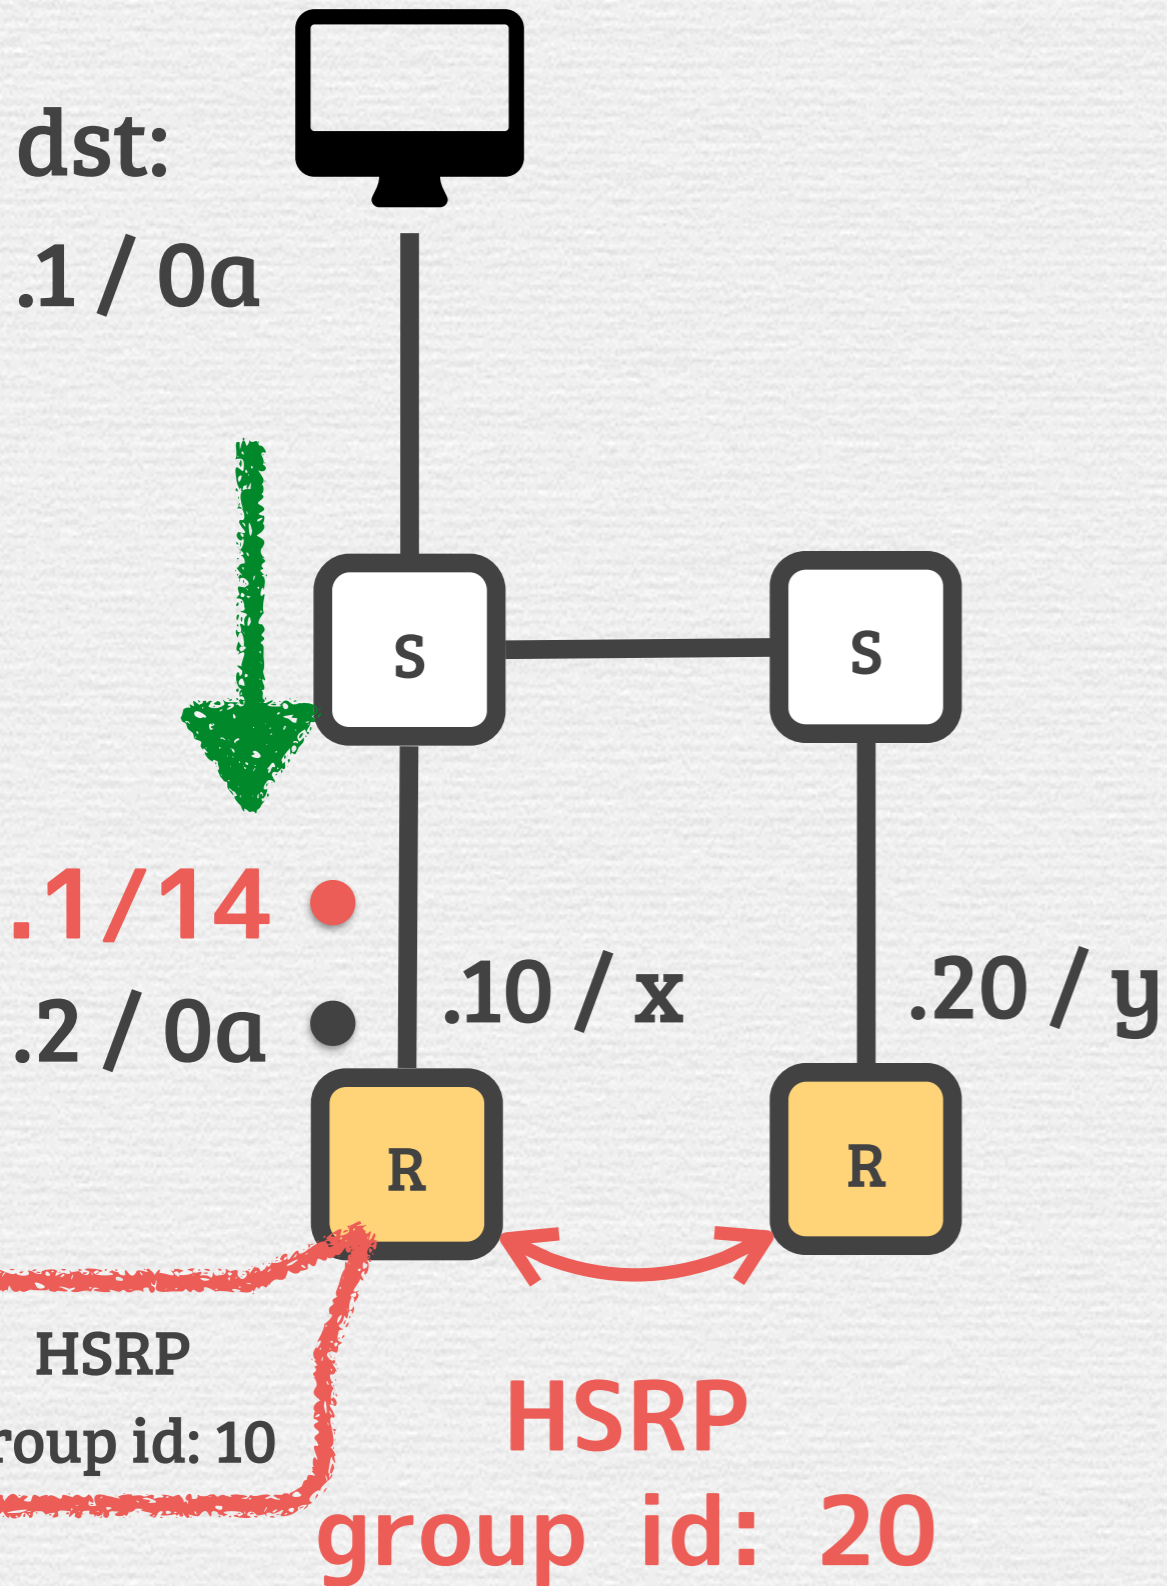 dst:
.1 / 0a
S
S
.1/14
.10 / x
.20 / y
.2 / 0a
R
R
HSRP
roup id: 10
HSRP
group id: 20